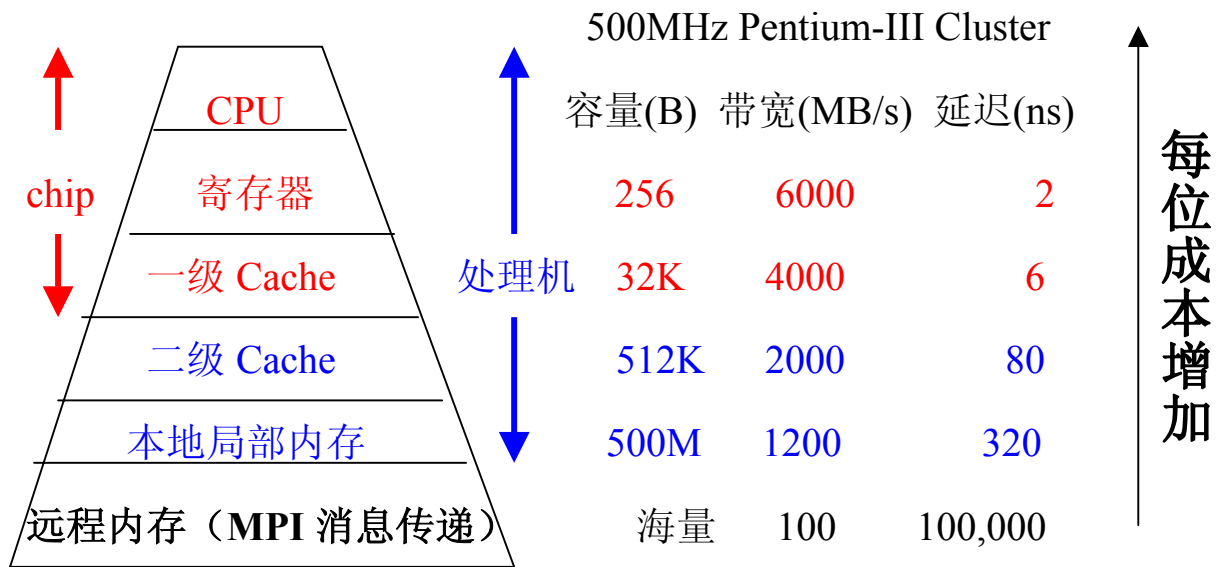 500MHz Pentium-III Cluster
容量(B) 带宽(MB/s) 延迟(ns)
CPU
chip
寄存器 256 6000 2
一级 Cache 32K 4000 6
处理机
二级 Cache 512K 2000 80
本地局部内存 500M 1200 320
远程内存（MPI 消息传递） 海量 100 100,000
每位成本增加